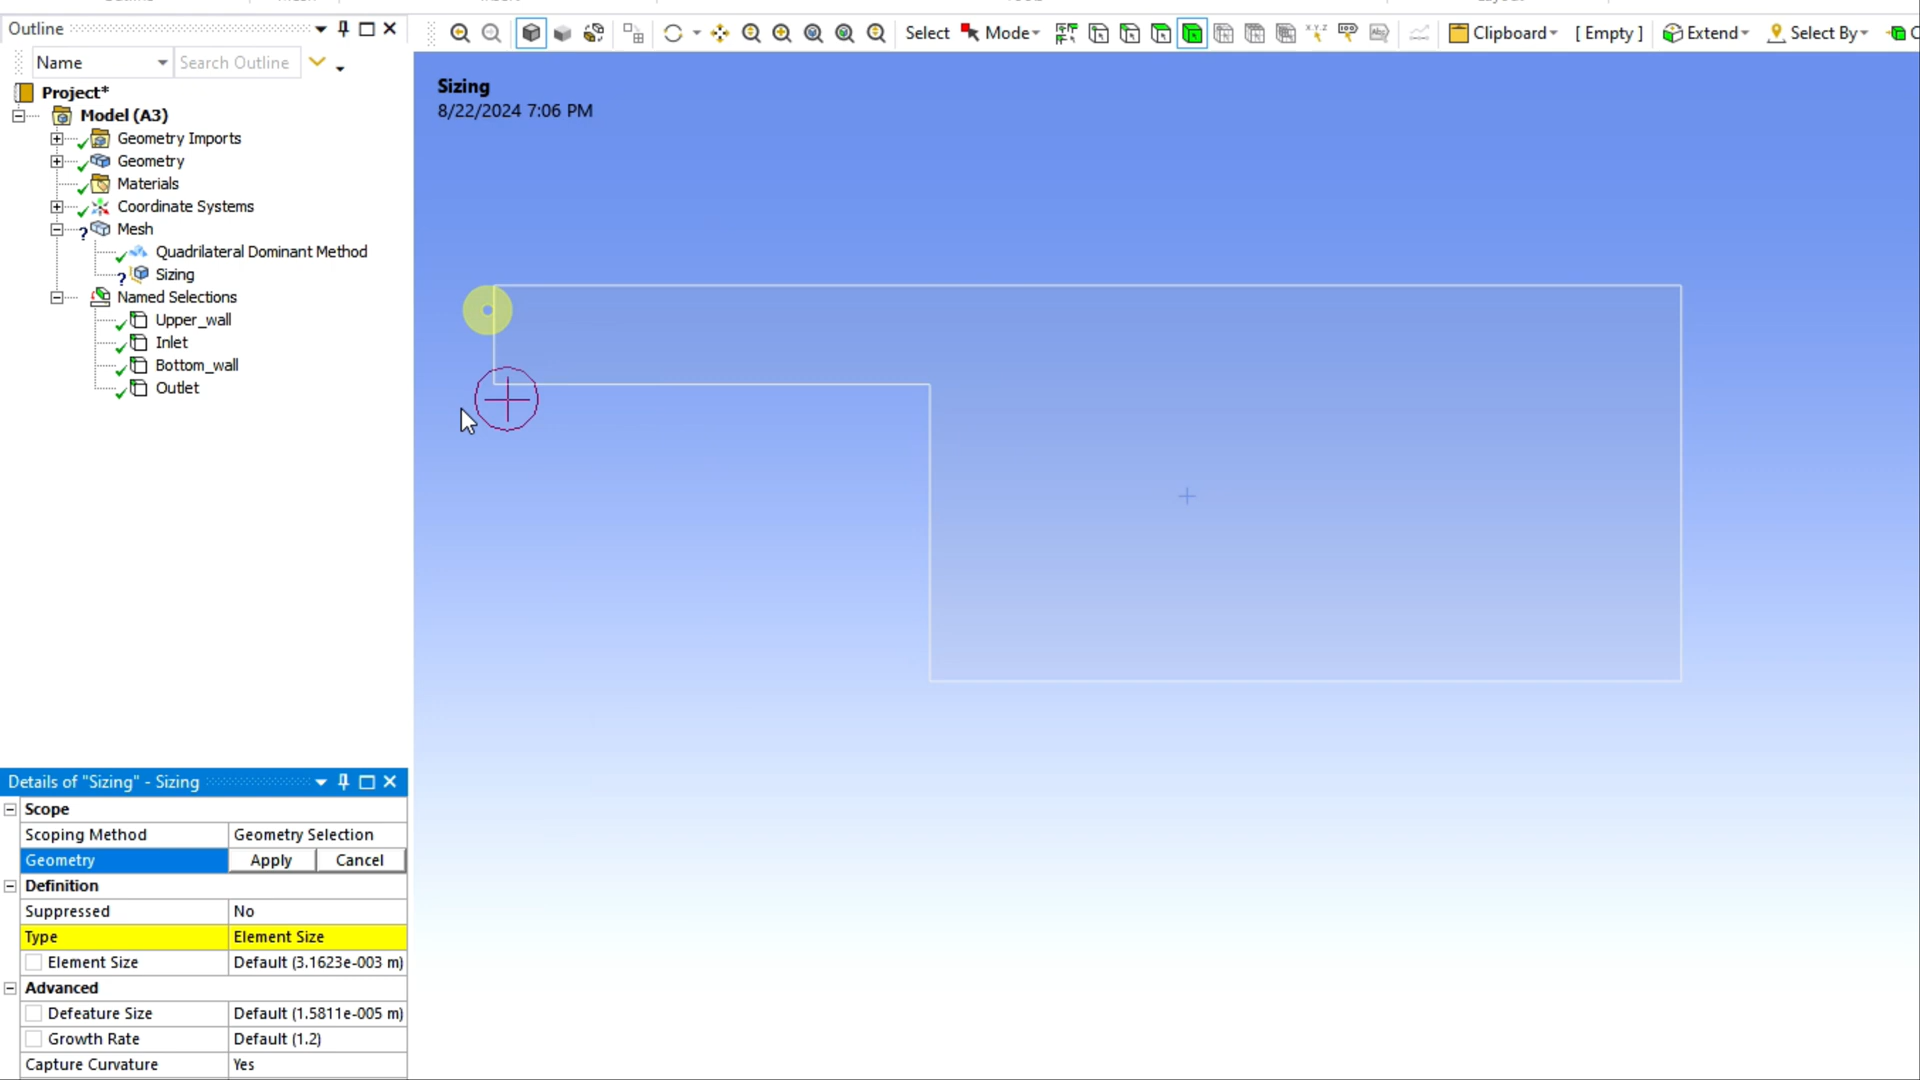 Outline
Name
Search Outline
Select
Mode
Clipboard
[ Empty ]
Extend
Select By
Project*
Model (A3)
Geometry Imports
Geometry
Materials
Coordinate Systems
Mesh
Quadrilateral Dominant Method
Sizing
Named Selections
Upper_wall
Inlet
Bottom_wall
Outlet
Sizing
8/22/2024 7:06 PM
Details of "Sizing" - Sizing
Scope
Scoping Method
Geometry Selection
Geometry
Apply
Cancel
Definition
Suppressed
No
Type
Element Size
Element Size
Default (3.1623e-003 m)
Advanced
Defeature Size
Default (1.5811e-005 m)
Growth Rate
Default (1.2)
Capture Curvature
Yes